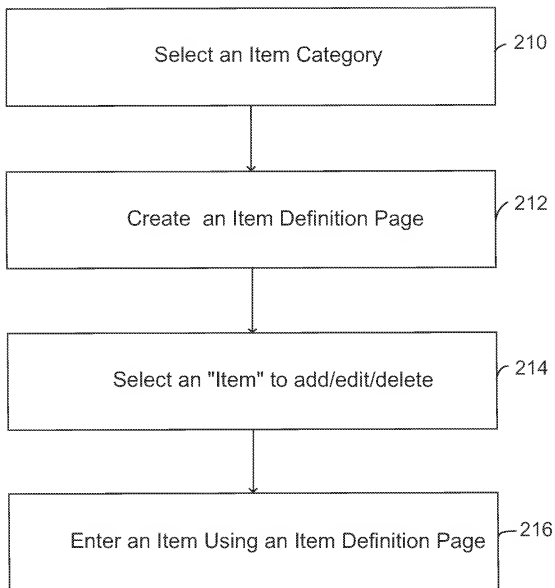 Select an Item Category
210
Create an Item Definition Page
212
Select an "Item" to add/edit/delete
214
Enter an Item Using an Item Definition Page
216